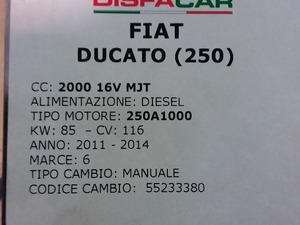 DISFACAR
FIAT
DUCATO (250)
CC: 2000 16V MJT
ALIMENTAZIONE: DIESEL
TIPO MOTORE: 250A1000
KW: 85 – CV: 116
ANNO: 2011 - 2014
MARCE: 6
TIPO CAMBIO: MANUALE
CODICE CAMBIO: 55233380